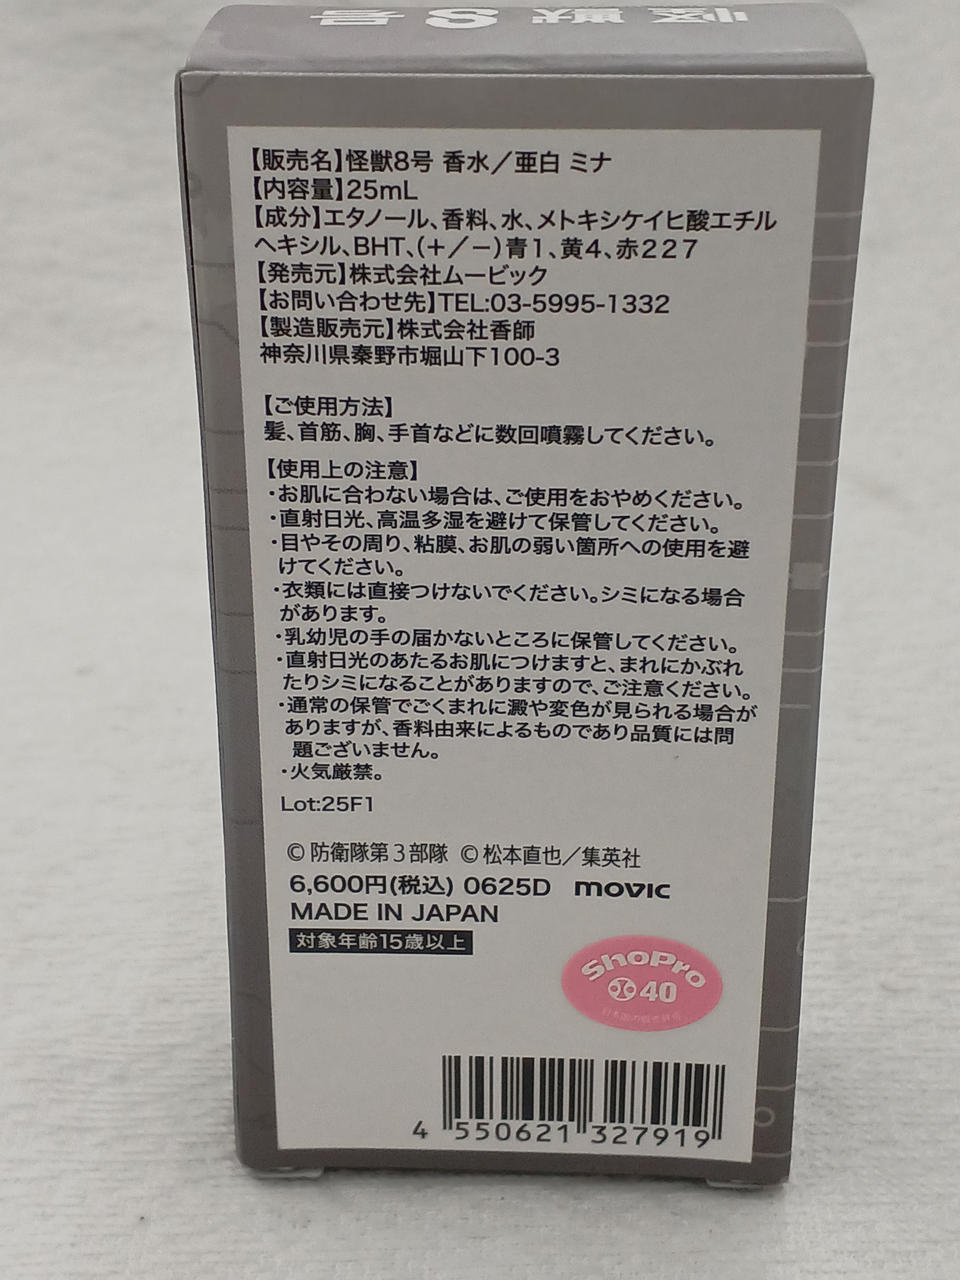 怪獣8号
【販売名】怪獣8号 香水／亜白 ミナ
【内容量】25mL
【成分】エタノール、香料、水、メトキシケイヒ酸エチル
ヘキシル、BHT、(＋／－)青１、黄４、赤２２７
【発売元】株式会社ムービック
【お問い合わせ先】TEL:03-5995-1332
【製造販売元】株式会社香師
神奈川県秦野市堀山下100-3
【ご使用方法】
髪、首筋、胸、手首などに数回噴霧してください。
【使用上の注意】
・お肌に合わない場合は、ご使用をおやめください。
・直射日光、高温多湿を避けて保管してください。
・目やその周り、粘膜、お肌の弱い箇所への使用を避
けてください。
・衣類には直接つけないでください。シミになる場合
があります。
・乳幼児の手の届かないところに保管してください。
・直射日光のあたるお肌につけますと、まれにかぶれ
たりシミになることがありますので、ご注意ください。
・通常の保管でごくまれに澱や変色が見られる場合が
ありますが、香料由来によるものであり品質には問
題ございません。
・火気厳禁。
Lot:25F1
© 防衛隊第３部隊 © 松本直也／集英社
6,600円(税込) 0625D movic
MADE IN JAPAN
対象年齢15歳以上
ShoPro
40
4 550621 327919